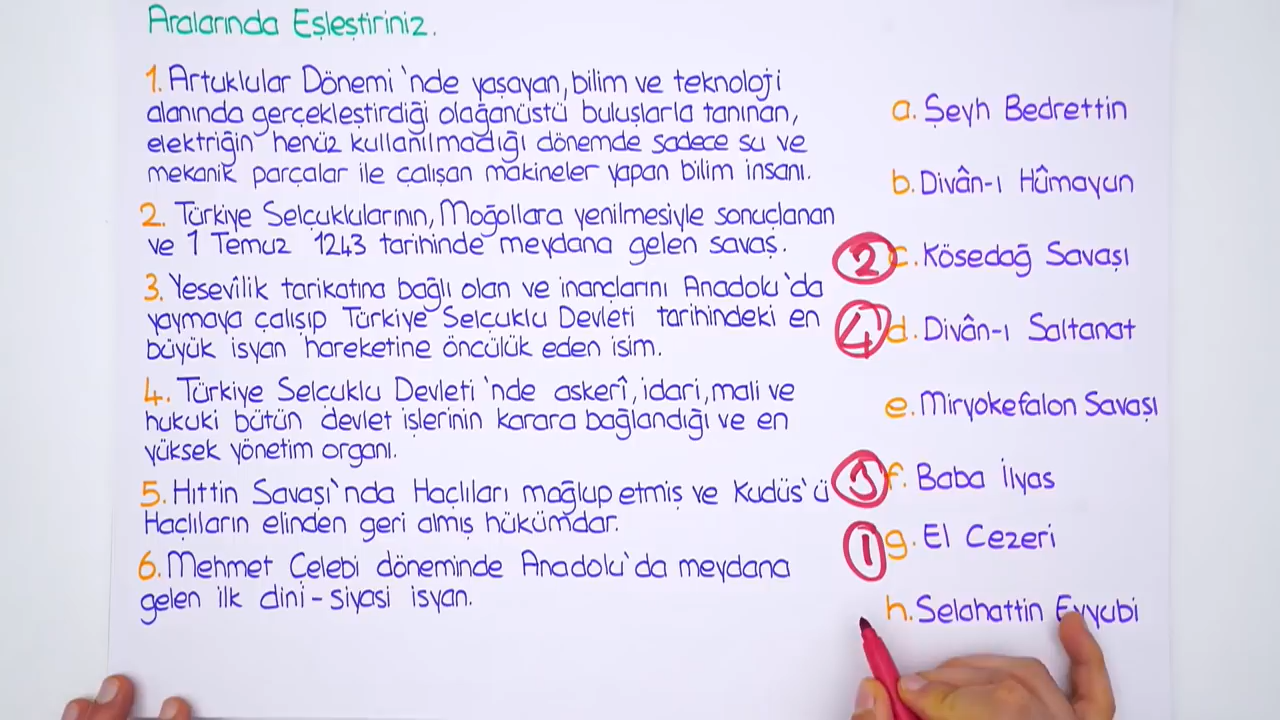 Aralarında Eşleştiriniz.
1. Artuklular Dönemi'nde yaşayan, bilim ve teknoloji
alanında gerçekleştirdiği olağanüstü buluşlarla tanınan,
elektriğin henüz kullanılmadığı dönemde sadece su ve
mekanik parçalar ile çalışan makineler yapan bilim insanı.
2. Türkiye Selçuklularının, Moğollara yenilmesiyle sonuçlanan
ve 1 Temuz 1243 tarihinde meydana gelen savaş.
3. Yesevîlik tarikatına bağlı olan ve inançlarını Anadolu'da
yaymaya çalışıp Türkiye Selçuklu Devleti tarihindeki en
büyük isyan hareketine öncülük eden isim.
4. Türkiye Selçuklu Devleti'nde askerî, idari, mali ve
hukuki bütün devlet işlerinin karara bağlandığı ve en
yüksek yönetim organı.
5. Hıttin Savaşı'nda Haçlıları mağlup etmiş ve Kudüs'ü
Haçlıların elinden geri almış hükümdar.
6. Mehmet Çelebi döneminde Anadolu'da meydana
gelen ilk dini-siyasi isyan.
a. Şeyh Bedrettin
b. Divân-ı Hûmayun
2 c. Kösedağ Savaşı
4 d. Divân-ı Saltanat
e. Miryokefalon Savaşı
3 f. Baba İlyas
1 g. El Cezeri
h. Selahattin Eyyubi